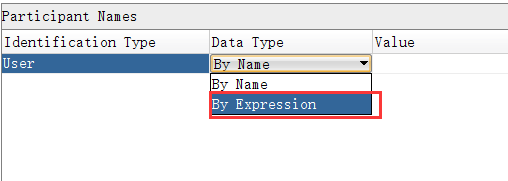 Participant Names
Identification Type Data Type Value
User By Name
By Name
By Expression